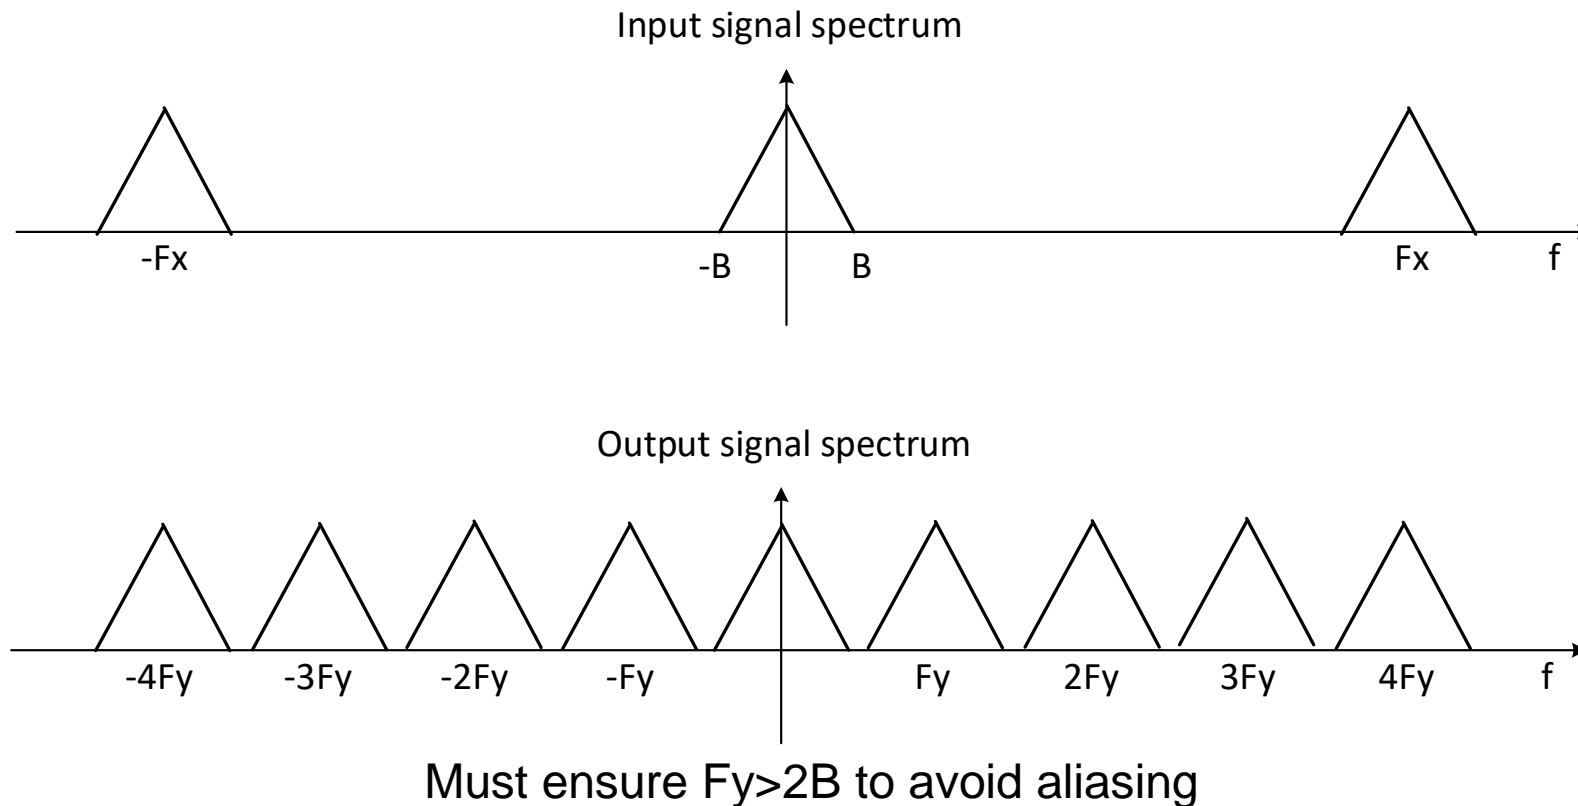 Input signal spectrum
-Fx
-B
B
Fx
f
Output signal spectrum
-4Fy
-3Fy
-2Fy
-Fy
Fy
2Fy
3Fy
4Fy
f
Must ensure Fy>2B to avoid aliasing